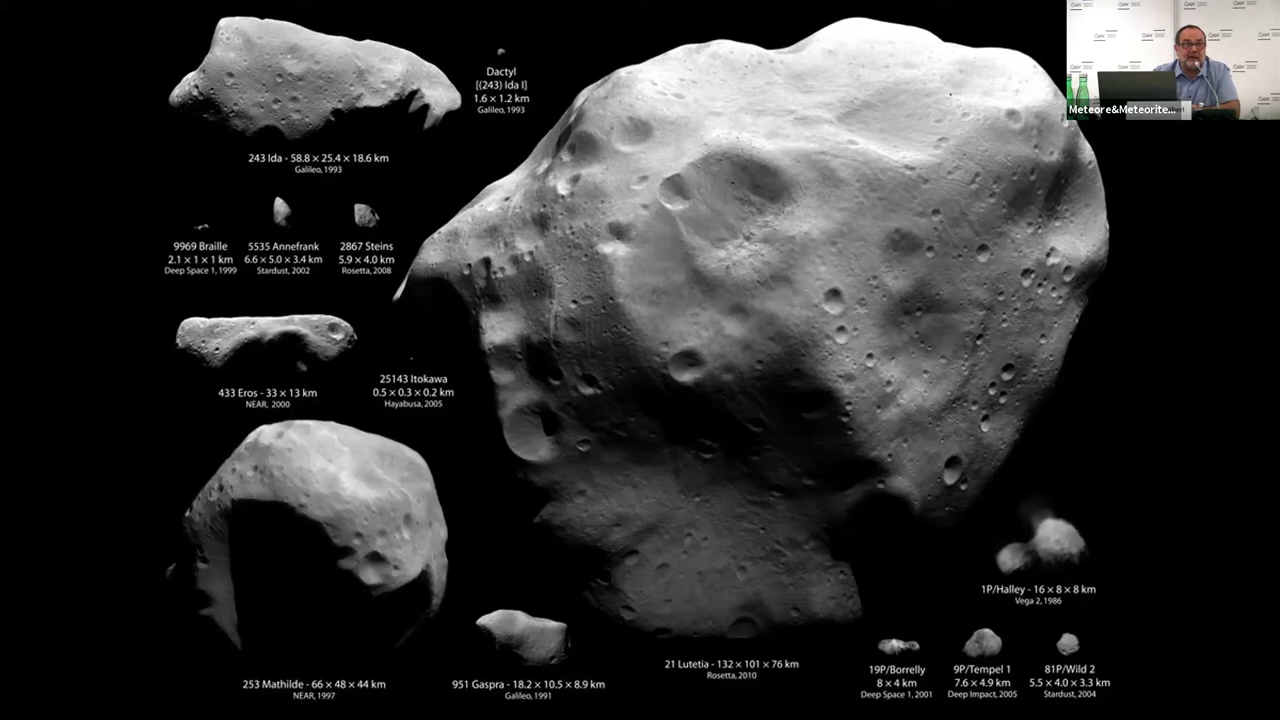 243 Ida - 58.8 × 25.4 × 18.6 km
Galileo, 1993
Dactyl
[(243) Ida I]
1.6 × 1.2 km
Galileo, 1993
9969 Braille
2.1 × 1 × 1 km
Deep Space 1, 1999
5535 Annefrank
6.6 × 5.0 × 3.4 km
Stardust, 2002
2867 Steins
5.9 × 4.0 km
Rosetta, 2008
433 Eros - 33 × 13 km
NEAR, 2000
25143 Itokawa
0.5 × 0.3 × 0.2 km
Hayabusa, 2005
253 Mathilde - 66 × 48 × 44 km
NEAR, 1997
951 Gaspra - 18.2 × 10.5 × 8.9 km
Galileo, 1991
21 Lutetia - 132 × 101 × 76 km
Rosetta, 2010
1P/Halley - 16 × 8 × 8 km
Vega 2, 1986
19P/Borrelly
8 × 4 km
Deep Space 1, 2001
9P/Tempel 1
7.6 × 4.9 km
Deep Impact, 2005
81P/Wild 2
5.5 × 4.0 × 3.3 km
Stardust, 2004
Meteore&Meteorite...
ÖAW
ÖAW
ÖAW
ÖAW
ÖAW
ÖAW
ÖAW